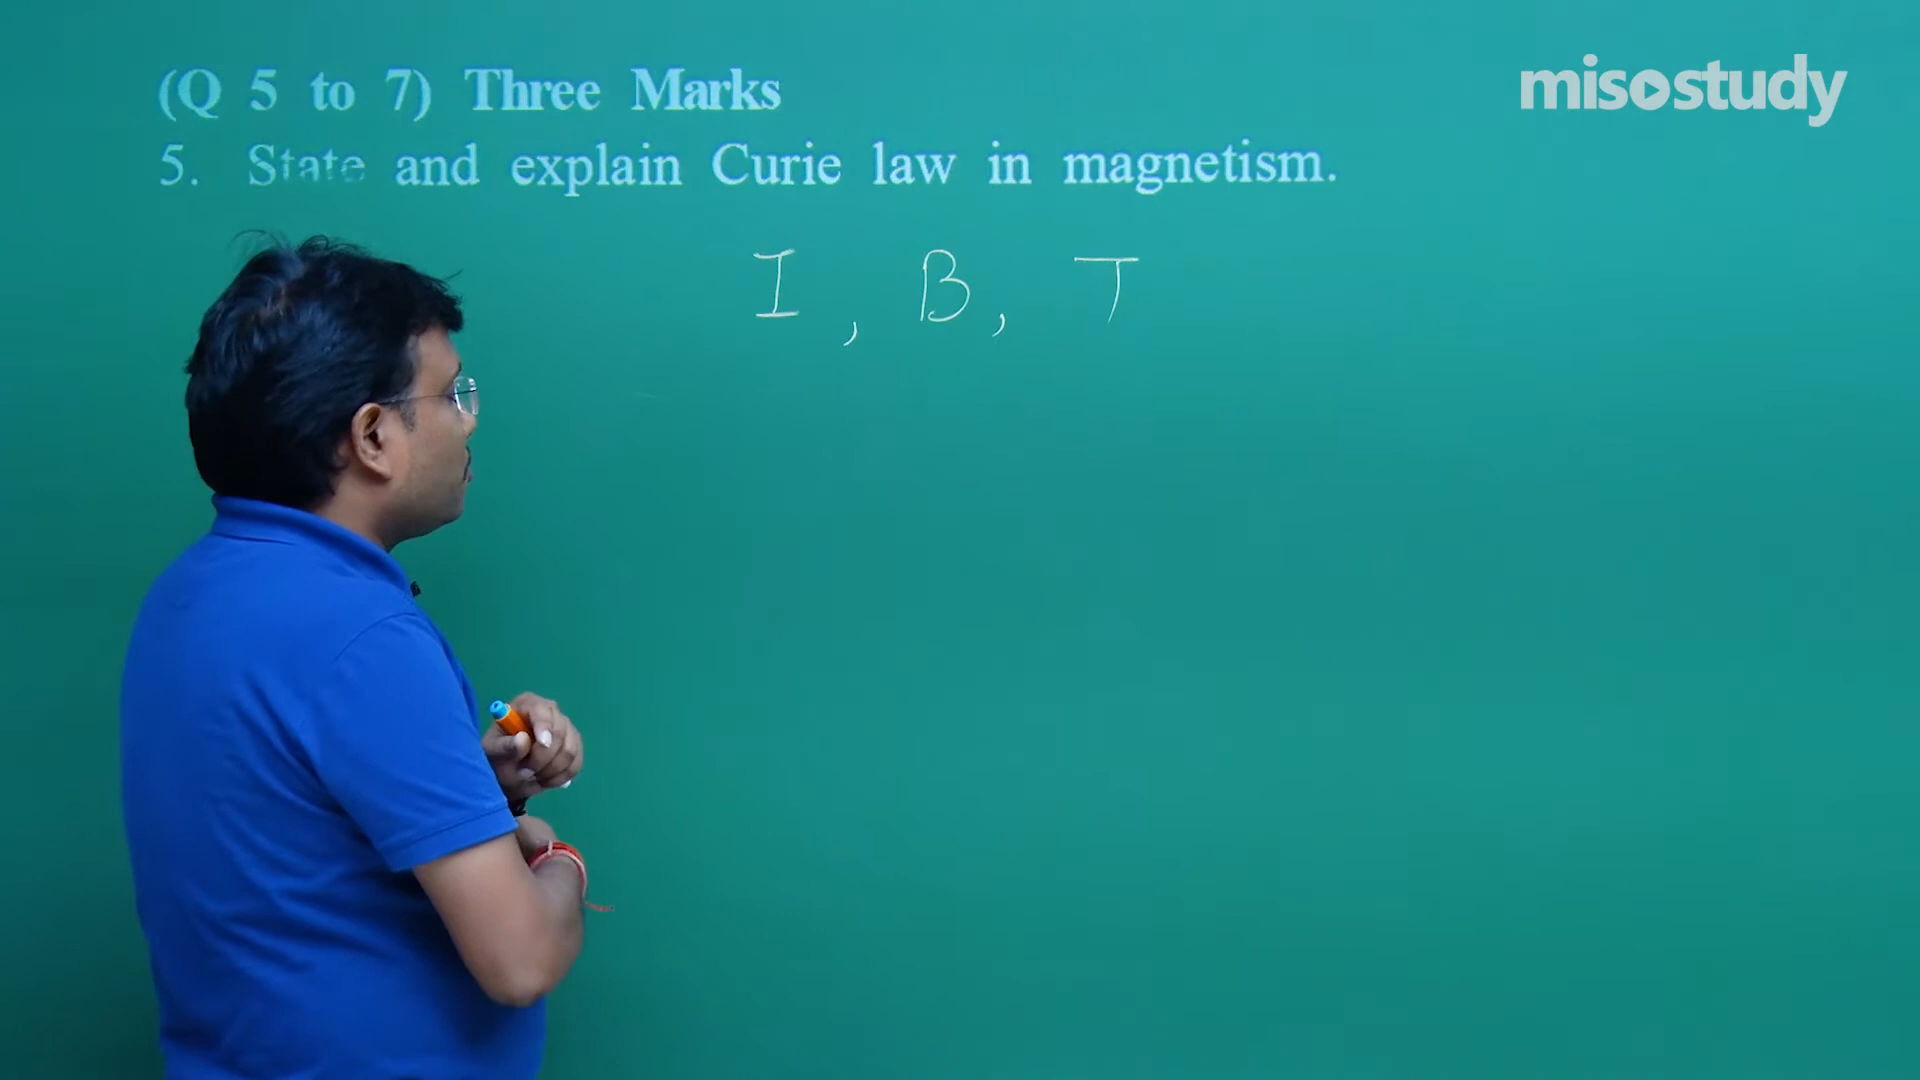 (Q 5 to 7) Three Marks
misostudy
5. State and explain Curie law in magnetism.
I, B, T